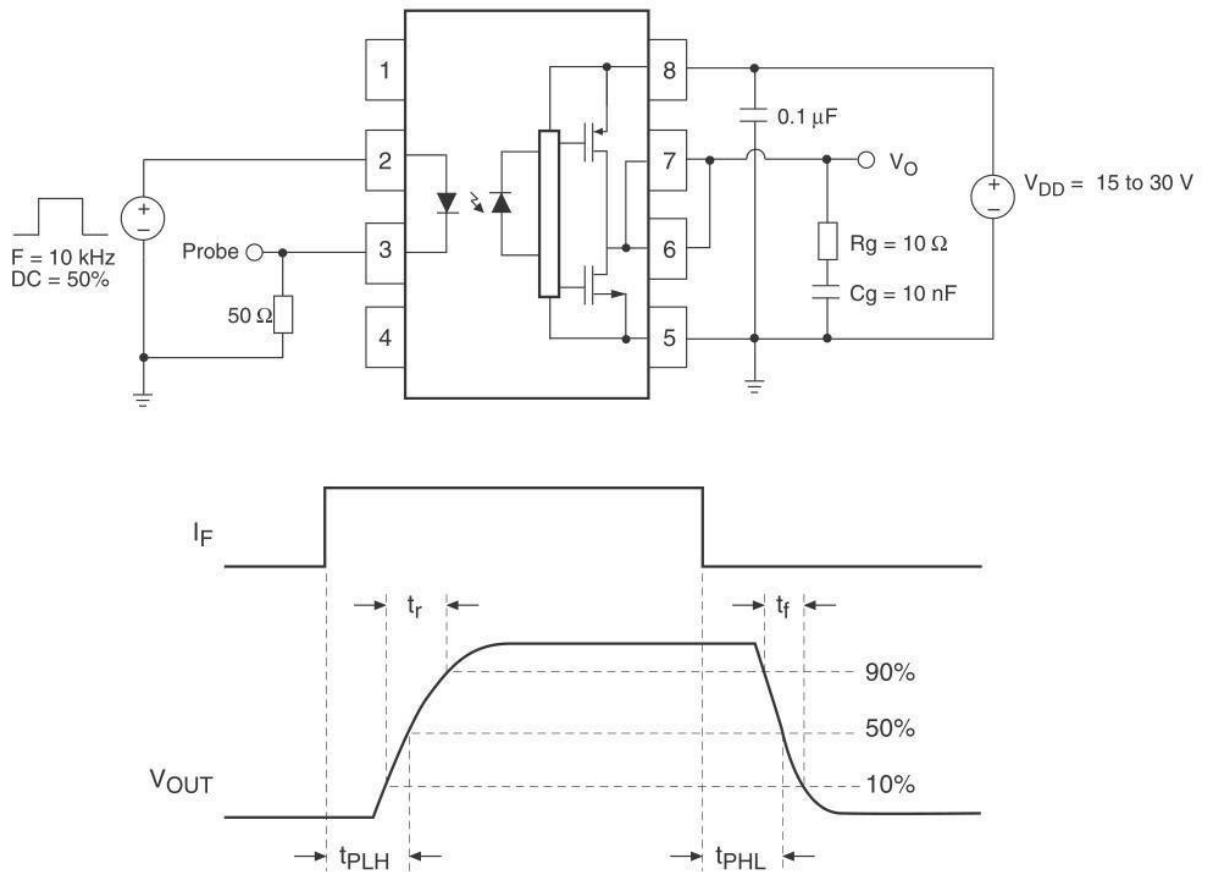 1
2
3
4
8
7
6
5
+
−
F = 10 kHz
DC = 50%
Probe
50 Ω
0.1 μF
V_O
Rg = 10 Ω
Cg = 10 nF
+
−
V_DD = 15 to 30 V
I_F
t_r
t_f
90%
50%
10%
V_OUT
t_PLH
t_PHL